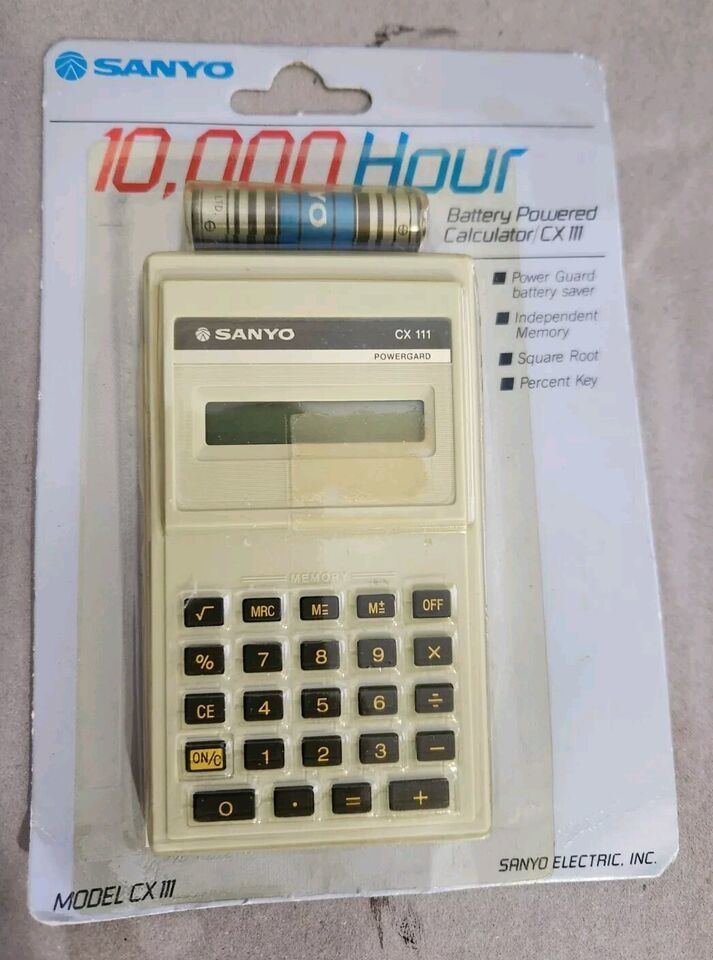 SANYO
10,000 Hour
YO
LTD.
Battery Powered
Calculator/CX 111
Power Guard
battery saver
Independent
Memory
Square Root
Percent Key
SANYO CX 111
POWERGARD
MEMORY
√ MRC M= M± OFF
% 7 8 9 ×
CE 4 5 6 ÷
ON/C 1 2 3 −
0 · = +
SANYO ELECTRIC, INC.
MODEL CX 111